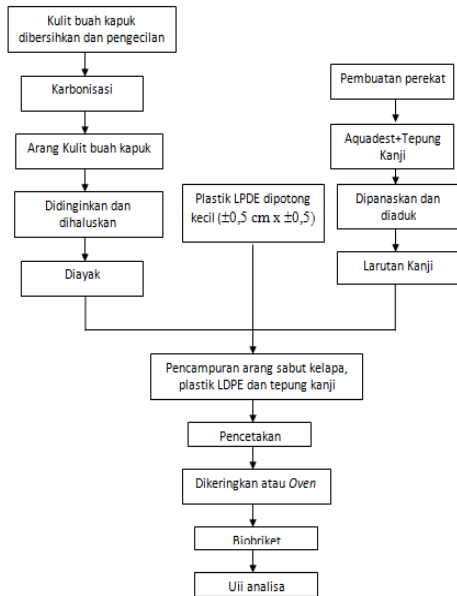 Kulit buah kapuk
dibersihkan dan pengecilan
Karbonisasi
Arang Kulit buah kapuk
Didinginkan dan
dihaluskan
Diayak
Plastik LPDE dipotong
kecil (±0,5 cm x ±0,5)
Pembuatan perekat
Aquadest+Tepung
Kanji
Dipanaskan dan
diaduk
Larutan Kanji
Pencampuran arang sabut kelapa,
plastik LDPE dan tepung kanji
Pencetakan
Dikeringkan atau Oven
Biobriket
Uji analisa